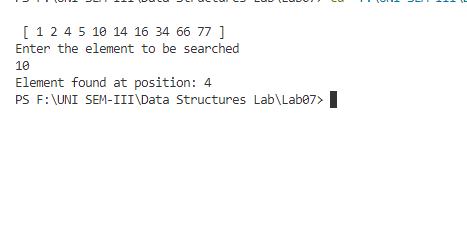 [ 1 2 4 5 10 14 16 34 66 77 ]
Enter the element to be searched
10
Element found at position: 4
PS F:\UNI SEM-III\Data Structures Lab\Lab07>